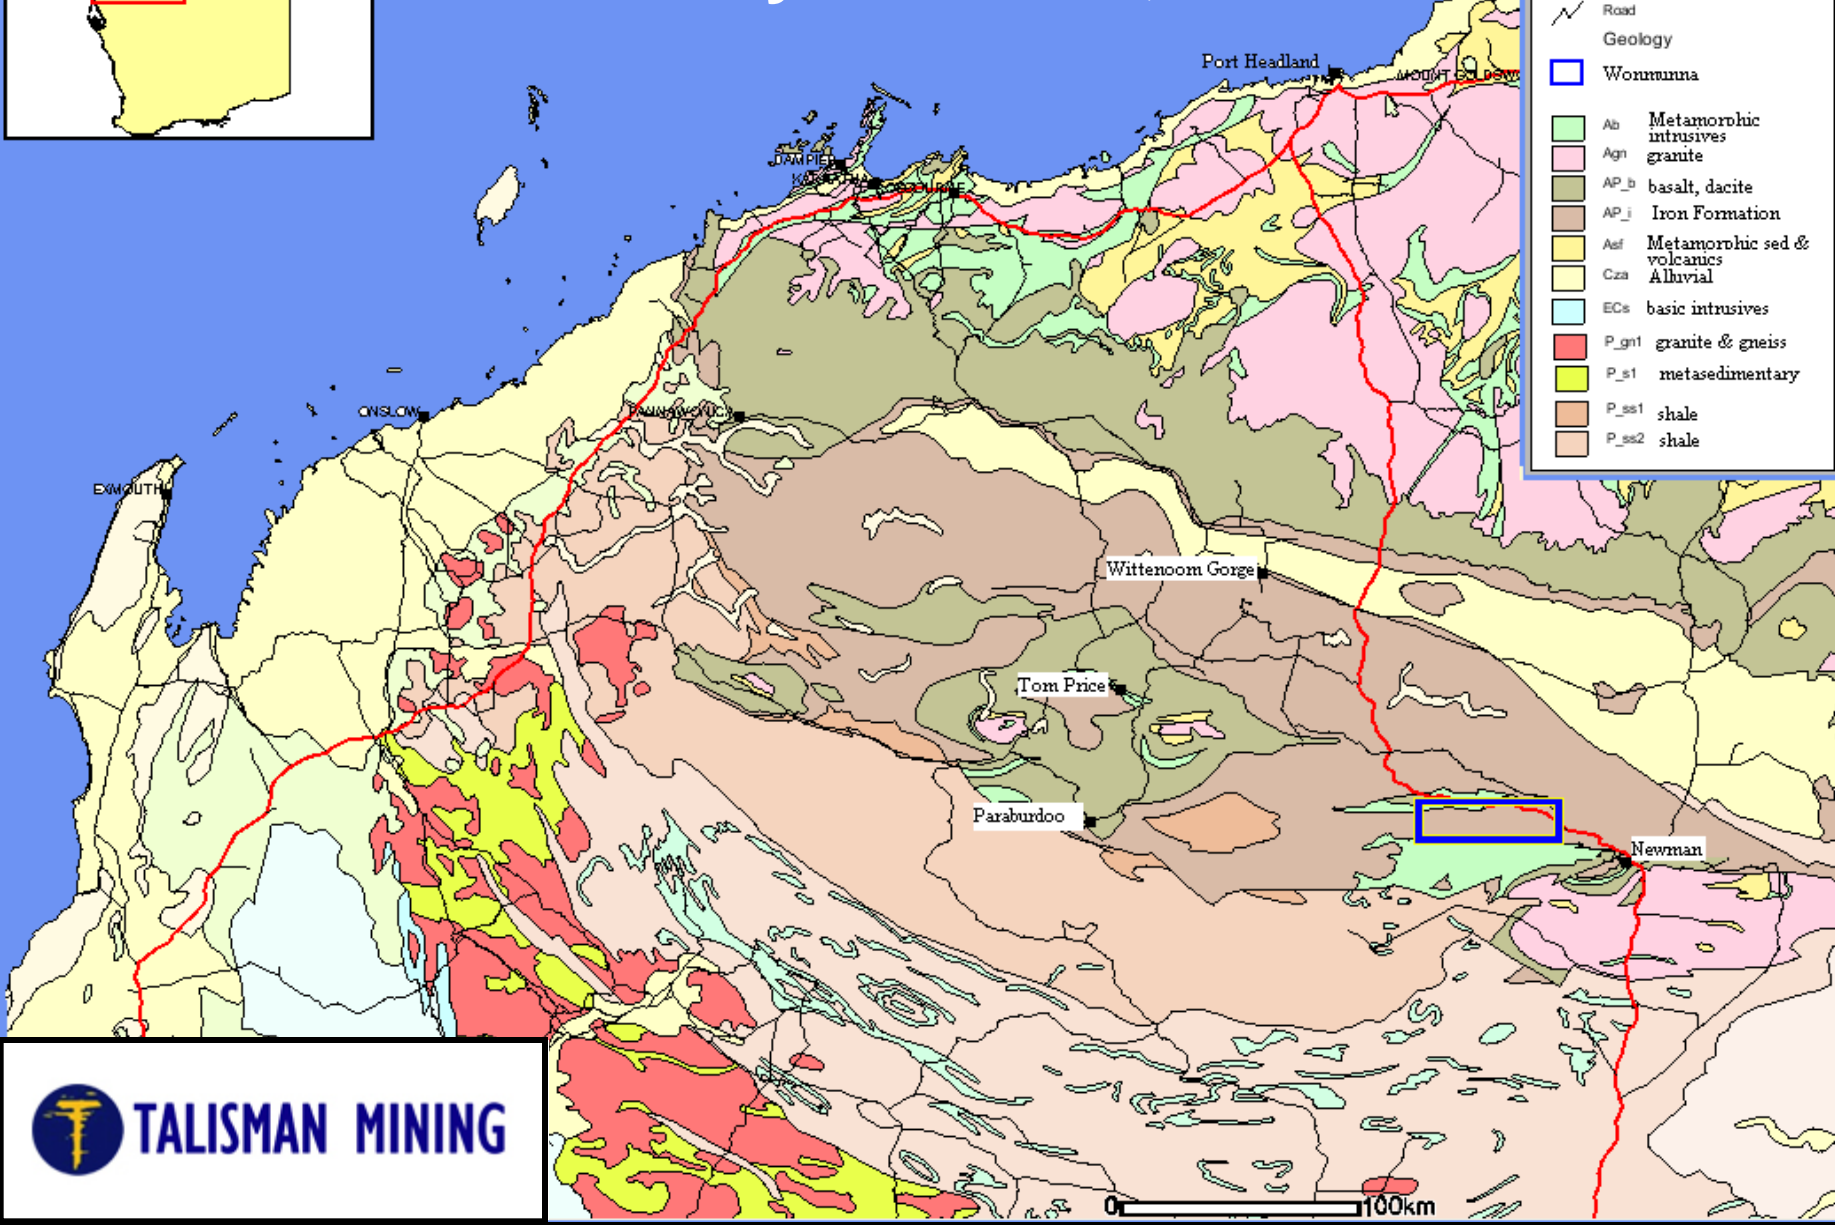 Road
Geology
Wonmunna
Ab Metamorphic intrusives
Agn granite
AP_b basalt, dacite
AP_i Iron Formation
Asf Metamorphic sed & volcanics
Cza Alluvial
ECs basic intrusives
P_gn1 granite & gneiss
P_s1 metasedimentary
P_ss1 shale
P_ss2 shale
Port Headland
DAMPIER
ONSLOW
PANNAWONICA
EXMOUTH
Wittenoom Gorge
Tom Price
Paraburdoo
Newman
TALISMAN MINING
0 100km